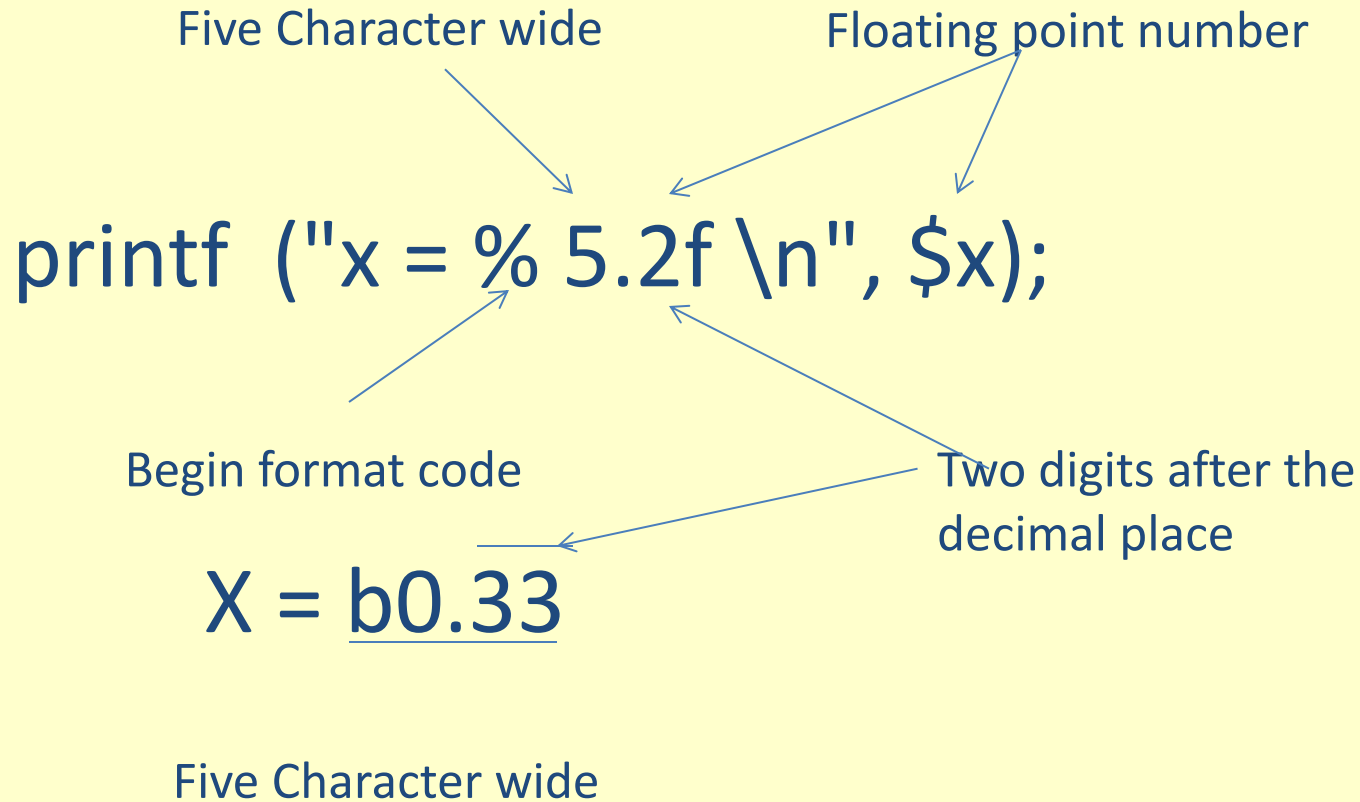 Five Character wide
Floating point number
printf ("x = % 5.2f \n", $x);
Begin format code
Two digits after the
decimal place
X = b0.33
Five Character wide